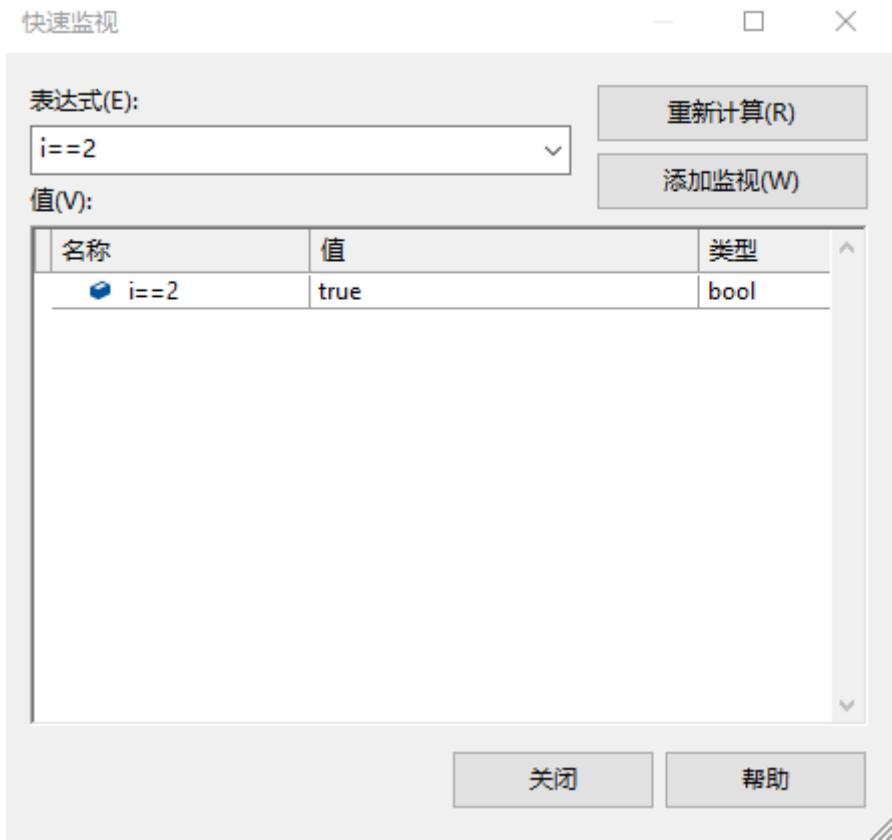 快速监视
表达式(E):
重新计算(R)
i==2
添加监视(W)
值(V):
名称 值 类型
i==2 true bool
关闭 帮助